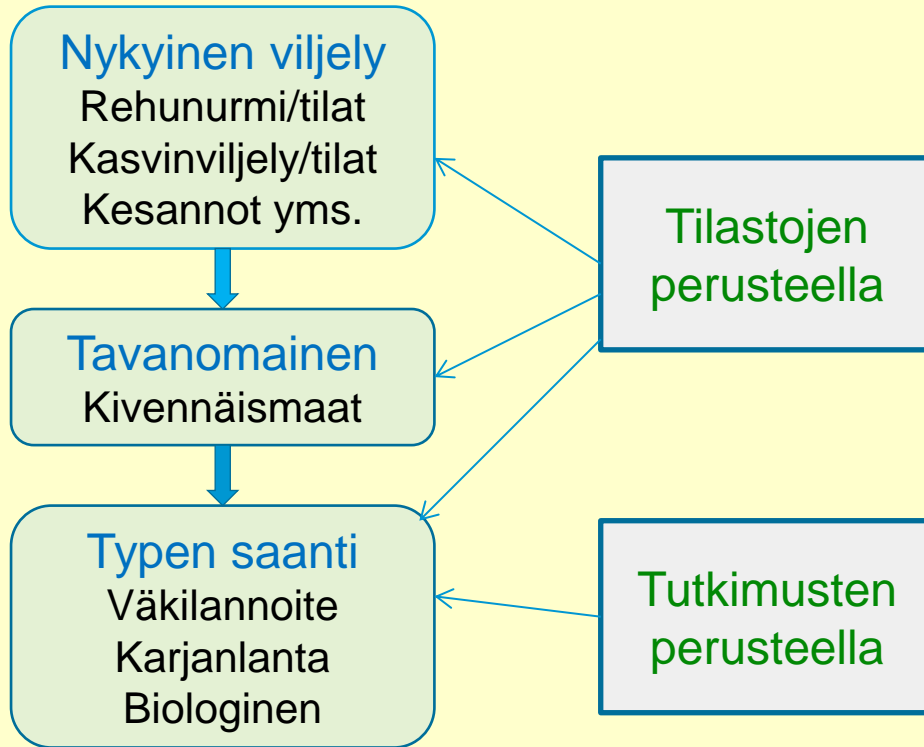 Nykyinen viljely
Rehunurmi/tilat
Kasvinviljely/tilat
Kesannot yms.
Tavanomainen
Kivennäismaat
Typen saanti
Väkilannoite
Karjanlanta
Biologinen
Tilastojen
perusteella
Tutkimusten
perusteella